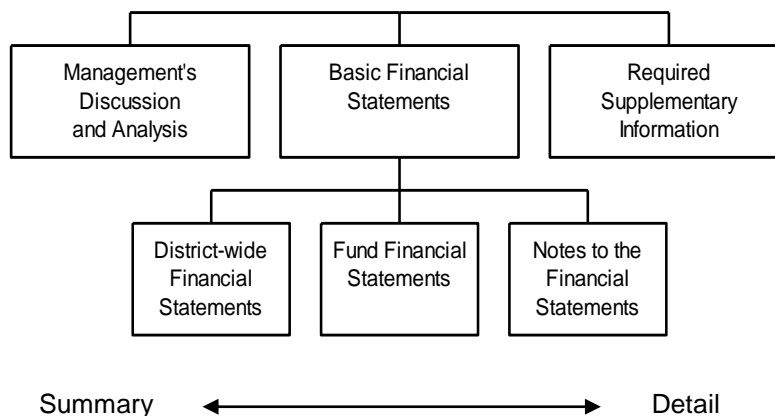 Management's
Discussion
and Analysis
Basic Financial
Statements
Required
Supplementary
Information
District-wide
Financial
Statements
Fund Financial
Statements
Notes to the
Financial
Statements
Summary
Detail